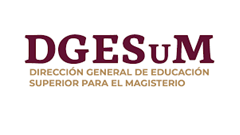 DGESuM
DIRECCIÓN GENERAL DE EDUCACIÓN
SUPERIOR PARA EL MAGISTERIO